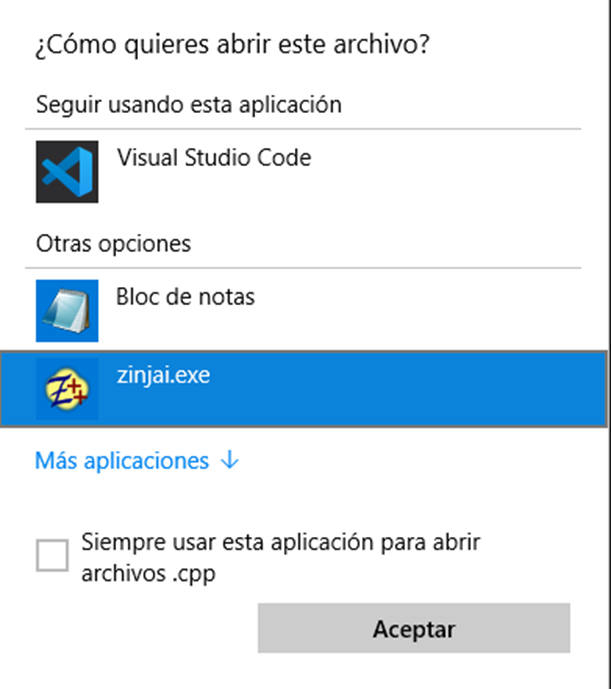 ¿Cómo quieres abrir este archivo?
Seguir usando esta aplicación
Visual Studio Code
Otras opciones
Bloc de notas
Z++
zinjai.exe
Más aplicaciones ↓
Siempre usar esta aplicación para abrir
archivos .cpp
Aceptar